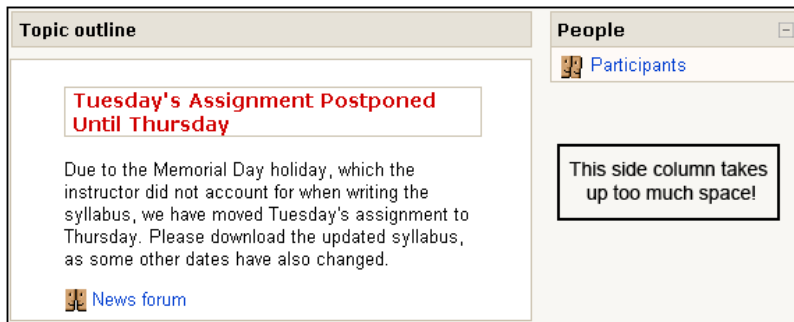 Topic outline
Tuesday's Assignment Postponed
Until Thursday
Due to the Memorial Day holiday, which the
instructor did not account for when writing the
syllabus, we have moved Tuesday's assignment to
Thursday. Please download the updated syllabus,
as some other dates have also changed.
News forum
People
Participants
This side column takes
up too much space!